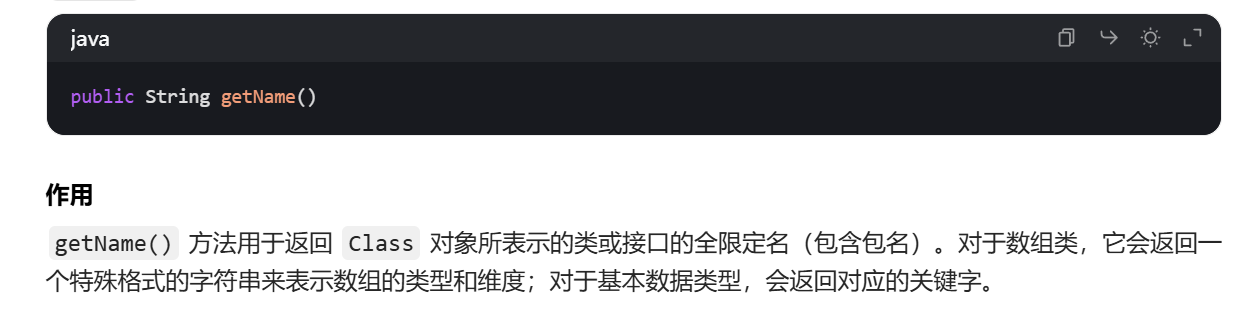 java
public String getName()
作用
getName() 方法用于返回 Class 对象所表示的类或接口的全限定名（包含包名）。对于数组类，它会返回一
个特殊格式的字符串来表示数组的类型和维度；对于基本数据类型，会返回对应的关键字。